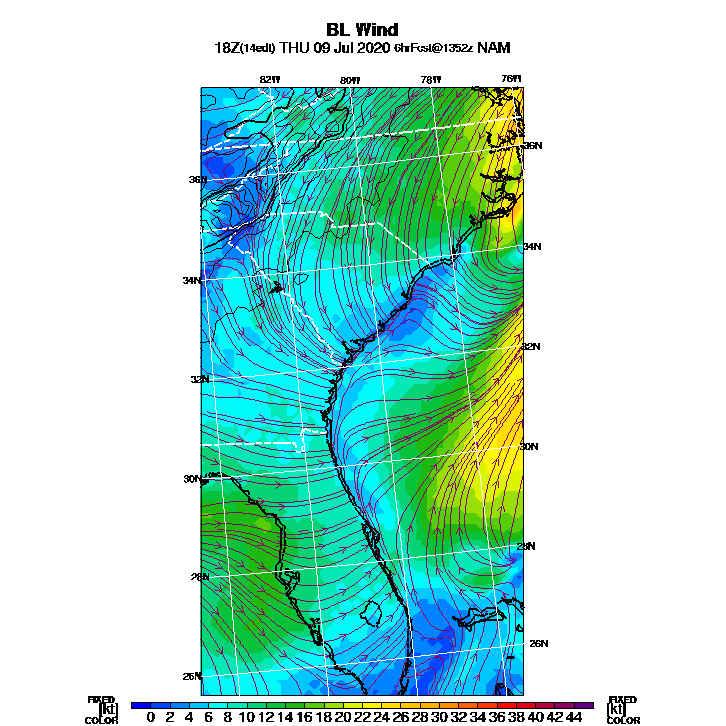 BL Wind
18Z(14edt) THU 09 Jul 2020 6hrFcst@1352z NAM
82W 80W 78W 76W
36N
36N
34N
34N
32N
32N
30N
30N
28N
28N
26N
26N
FIXED FIXED
[kt] 0 2 4 6 8 10 12 14 16 18 20 22 24 26 28 30 32 34 36 38 40 42 44 [kt]
COLOR COLOR